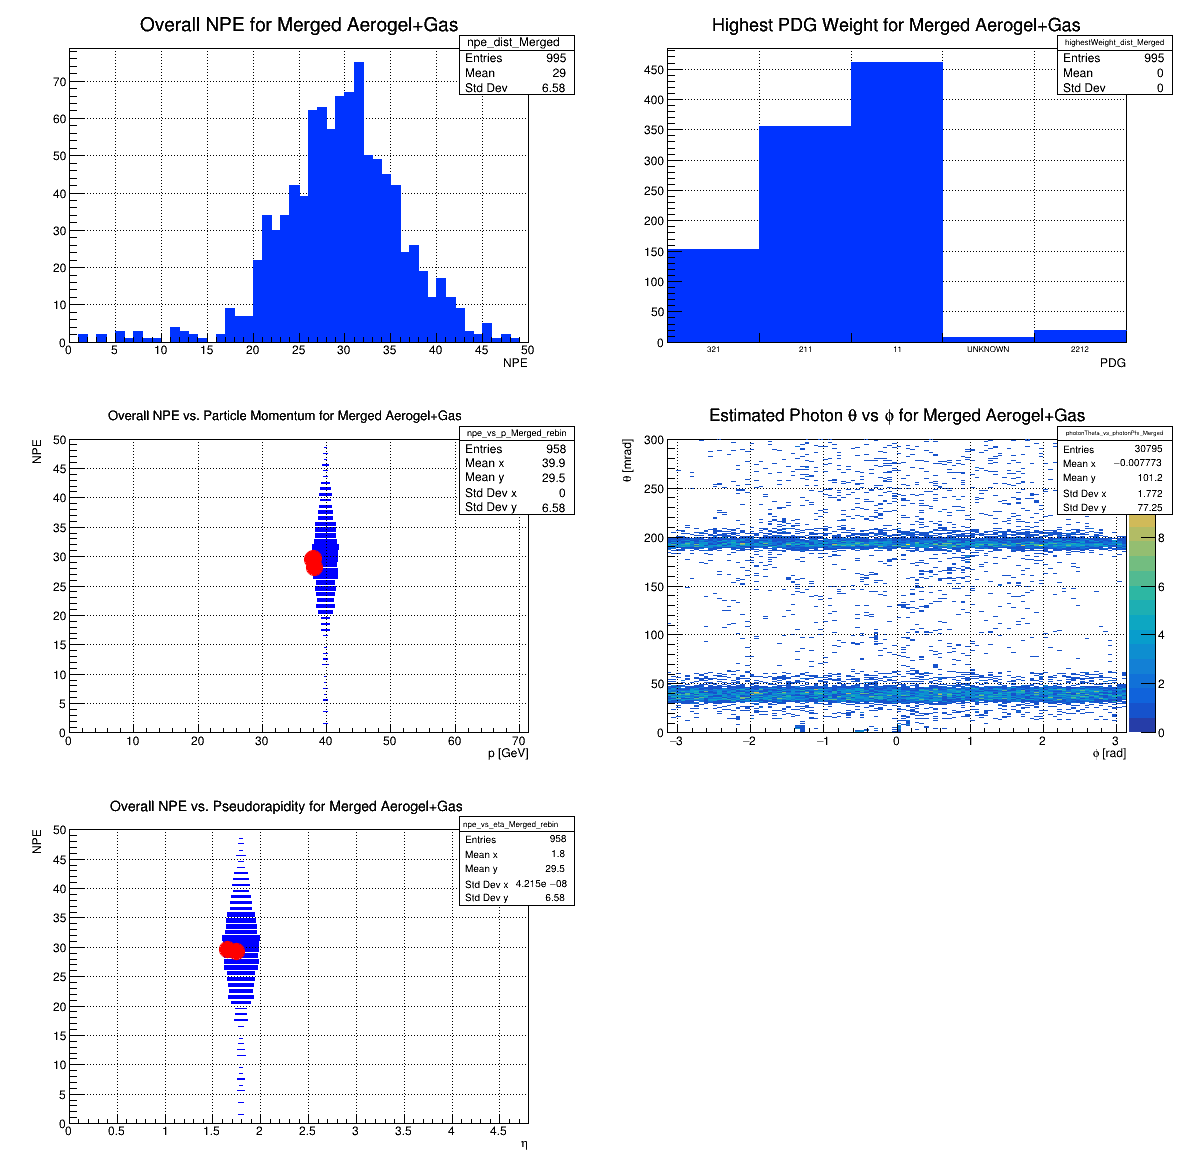 Overall NPE for Merged Aerogel+Gas
npe_dist_Merged
Entries 995
Mean 29
Std Dev 6.58
70
60
50
40
30
20
10
0
0 5 10 15 20 25 30 35 40 45 50
NPE
Highest PDG Weight for Merged Aerogel+Gas
highestWeight_dist_Merged
Entries 995
Mean 0
Std Dev 0
450
400
350
300
250
200
150
100
50
0
321 211 11 UNKNOWN 2212
PDG
Overall NPE vs. Particle Momentum for Merged Aerogel+Gas
npe_vs_p_Merged_rebin
Entries 958
Mean x 39.9
Mean y 29.5
Std Dev x 0
Std Dev y 6.58
NPE
50
45
40
35
30
25
20
15
10
5
0
0 10 20 30 40 50 60 70
p [GeV]
Estimated Photon θ vs ϕ for Merged Aerogel+Gas
photonTheta_vs_photonPhi_Merged
Entries 30795
Mean x −0.007773
Mean y 101.2
Std Dev x 1.772
Std Dev y 77.25
θ [mrad]
300
250
200
150
100
50
0
−3 −2 −1 0 1 2 3
ϕ [rad]
8
6
4
2
0
Overall NPE vs. Pseudorapidity for Merged Aerogel+Gas
npe_vs_eta_Merged_rebin
Entries 958
Mean x 1.8
Mean y 29.5
Std Dev x 4.215e −08
Std Dev y 6.58
NPE
50
45
40
35
30
25
20
15
10
5
0
0 0.5 1 1.5 2 2.5 3 3.5 4 4.5
η